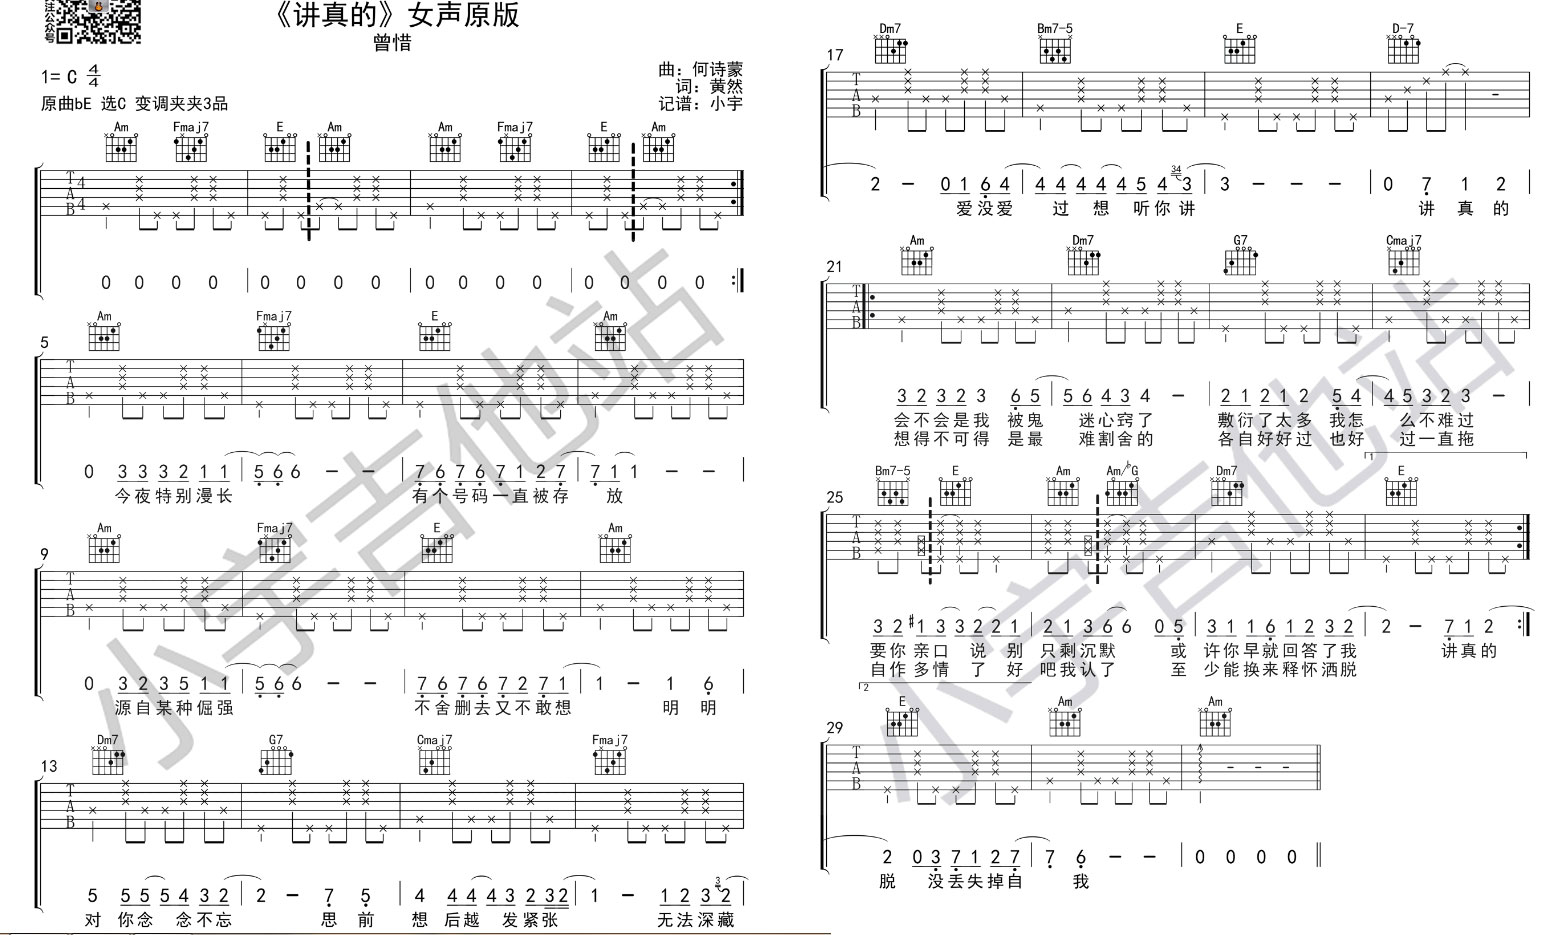 注公众号
《讲真的》女声原版
曾惜
1= C 4/4
原曲bE 选C 变调夹夹3品
曲：何诗蒙
词：黄然
记谱：小宇
Am Fmaj7 E Am Am Fmaj7 E Am
T A B 4/4
0 0 0 0 0 0 0 0 0 0 0 0 0 0 0 0
5
Am Fmaj7 E Am
T A B
0 3 3 3 2 1 1 5 6 6 - - 7 6 7 6 7 1 2 7 7 1 1 - -
今夜特别漫长 有个号码一直被存 放
9
Am Fmaj7 E Am
T A B
0 3 2 3 5 1 1 5 6 6 - - 7 6 7 6 7 2 7 1 1 - 1 6
源自某种倔强 不舍删去又不敢想 明 明
13
Dm7 G7 Cmaj7 Fmaj7
T A B
5 5 5 5 4 3 2 2 - 7 5 4 4 4 4 3 2 3 2 1 - 1 2 3 3 2
对 你念 念不忘 思 前 想 后越 发紧张 无法深藏
17
Dm7 Bm7-5 E D-7
T A B
2 - 0 1 6 4 4 4 4 4 4 5 4 34 3 3 - - - 0 7 1 2
爱没爱 过 想 听你讲 讲 真 的
21
Am Dm7 G7 Cmaj7
T A B
3 2 3 2 3 6 5 5 6 4 3 4 - 2 1 2 1 2 5 4 4 5 3 2 3 -
会不会是我 被鬼 迷心窍了 敷衍了太多 我怎 么不难过
想得不可得 是最 难割舍的 各自好好过 也好 过一直拖
25
Bm7-5 E Am Am/♭G Dm7 1 E
T A B
3 2 #1 3 3 2 2 1 2 1 3 6 6 0 5 3 1 1 6 1 2 3 2 2 - 7 1 2
要你亲口 说 别 只剩沉默 或 许你早就回答了我 讲真的
自作多情 了 好 吧我认了 至 少能换来释怀洒脱
2
29
E Am Am
T A B
2 0 3 7 1 2 7 7 6 - - 0 0 0 0
脱 没丢失掉自 我
小宇吉他站
小宇吉他站